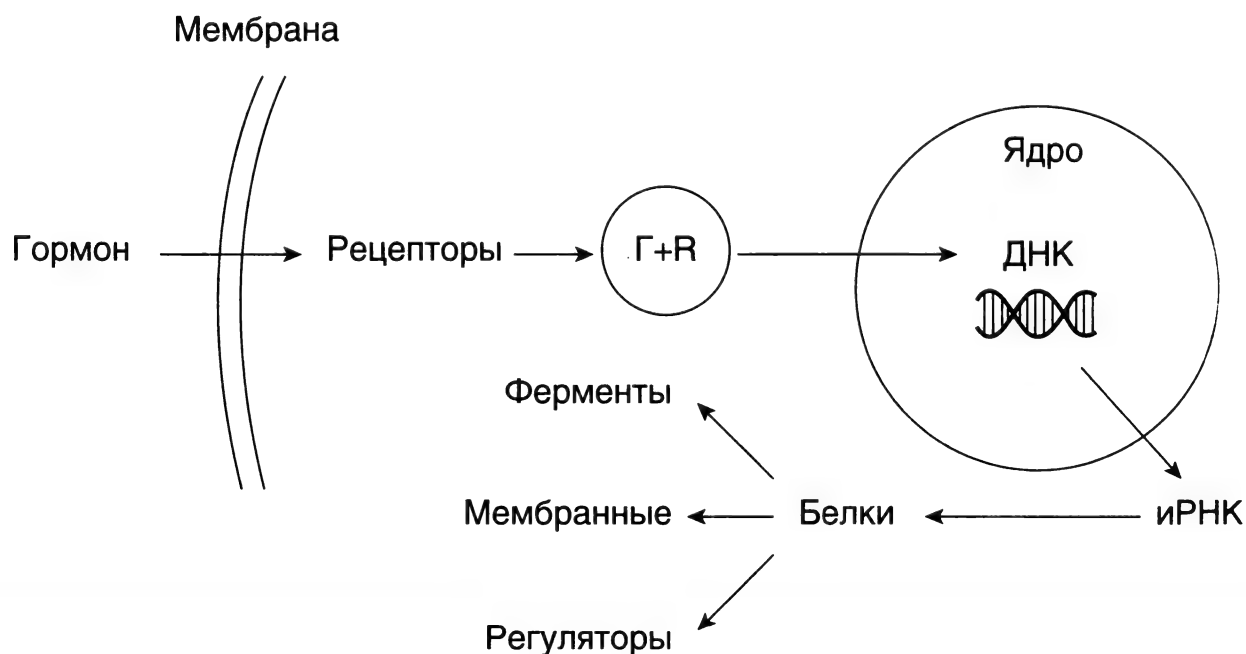 Мембрана
Ядро
Гормон
Рецепторы
Г+R
ДНК
Ферменты
Мембранные
Белки
иРНК
Регуляторы